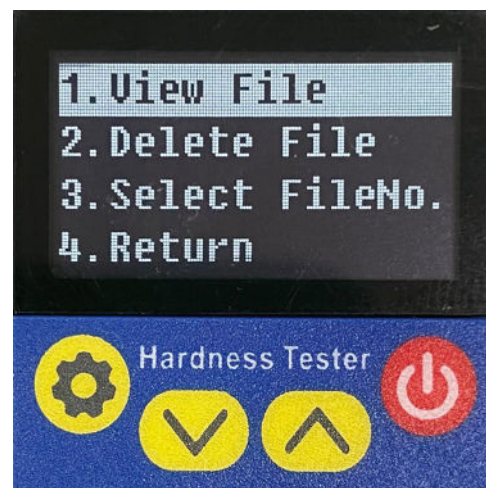 1.View File
2.Delete File
3.Select FileNo.
4.Return
Hardness Tester